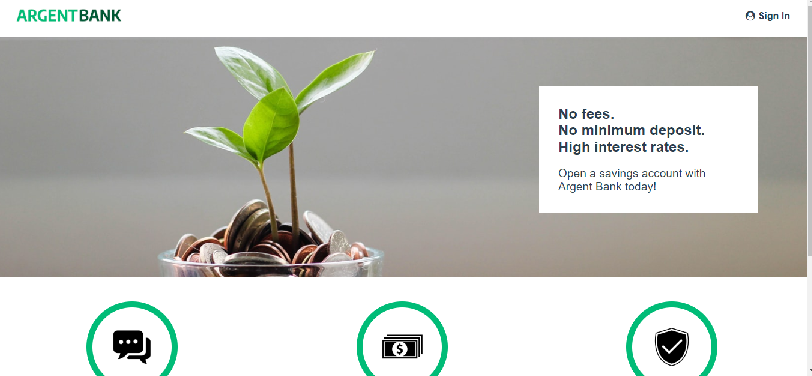 ARGENTBANK
Sign In
No fees.
No minimum deposit.
High interest rates.
Open a savings account with
Argent Bank today!
$